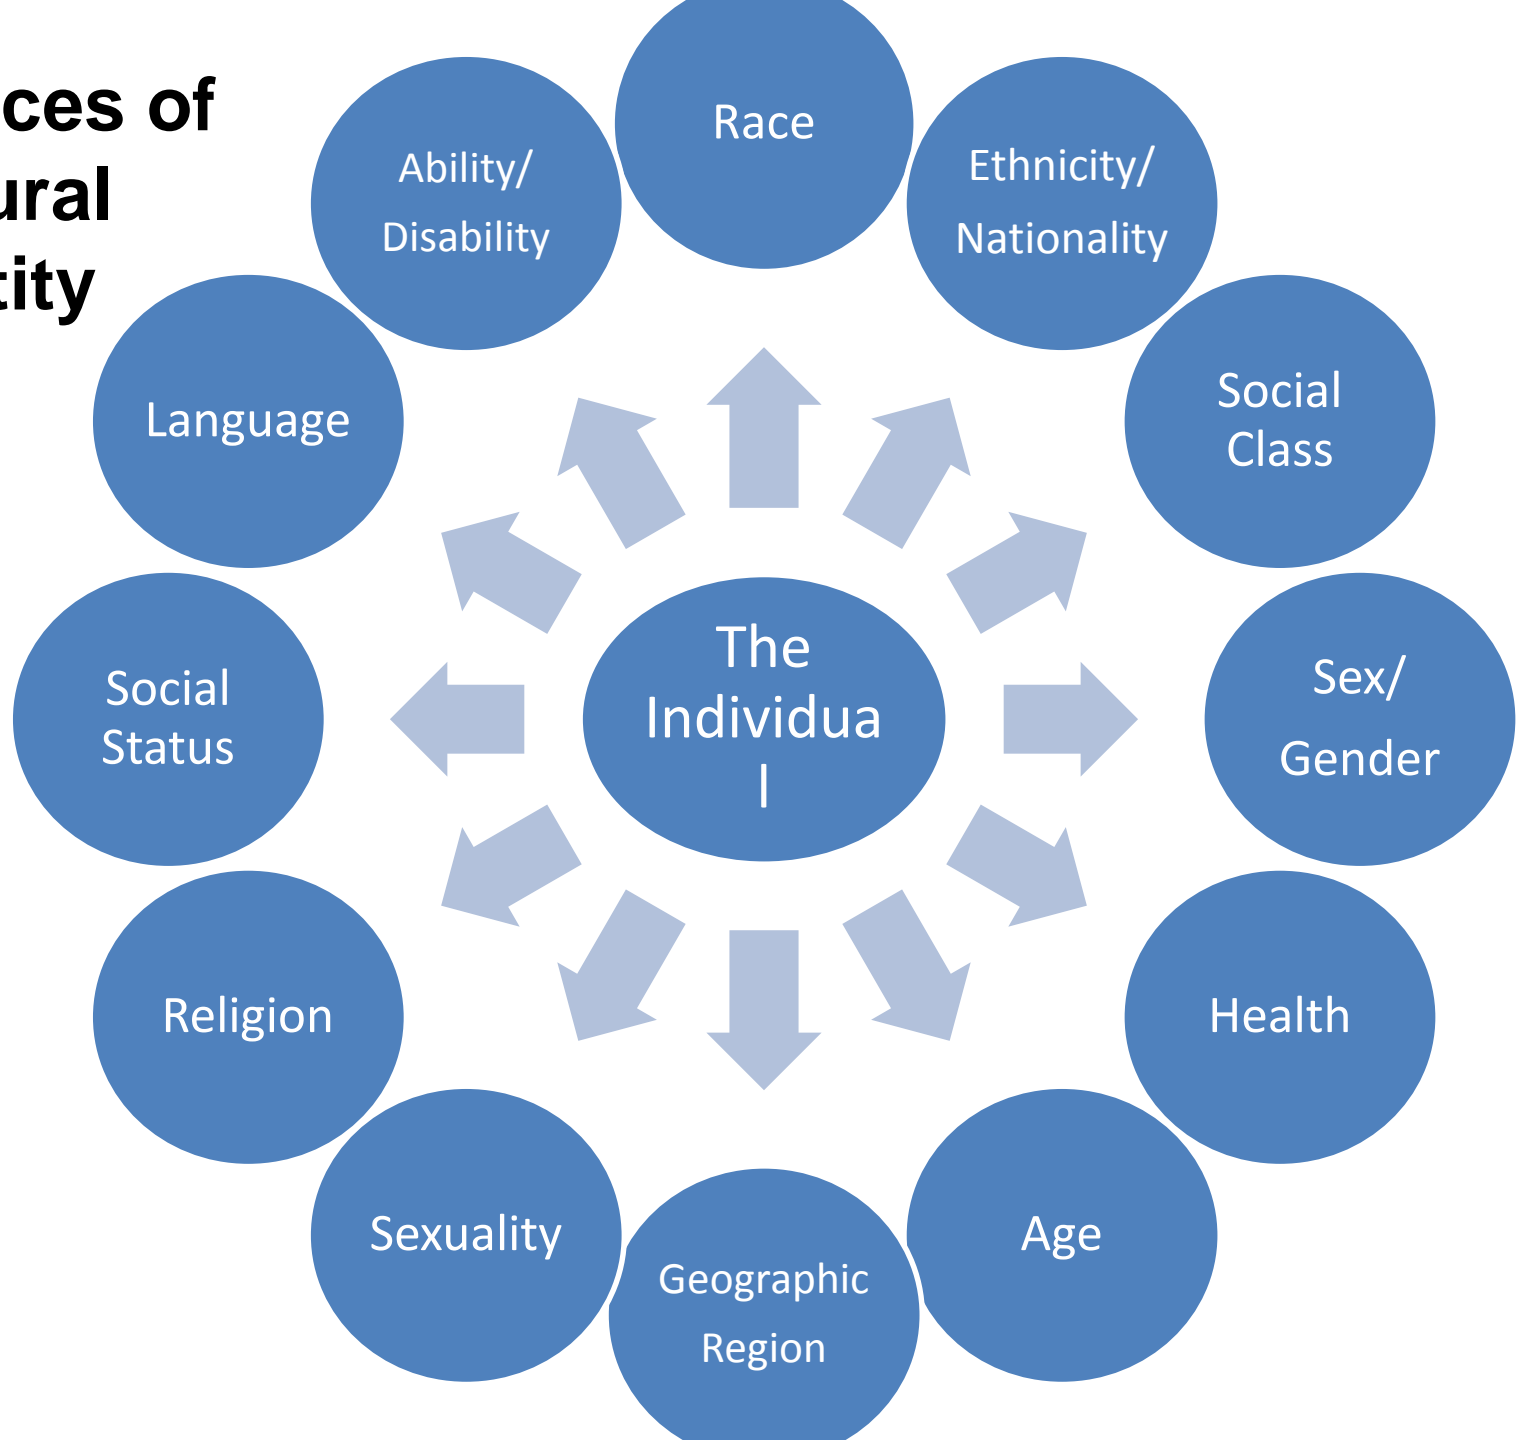 ces of
ural
tity
Race
Ethnicity/
Nationality
Social
Class
Sex/
Gender
Health
Age
Geographic
Region
Sexuality
Religion
Social
Status
Language
Ability/
Disability
The
Individua
l